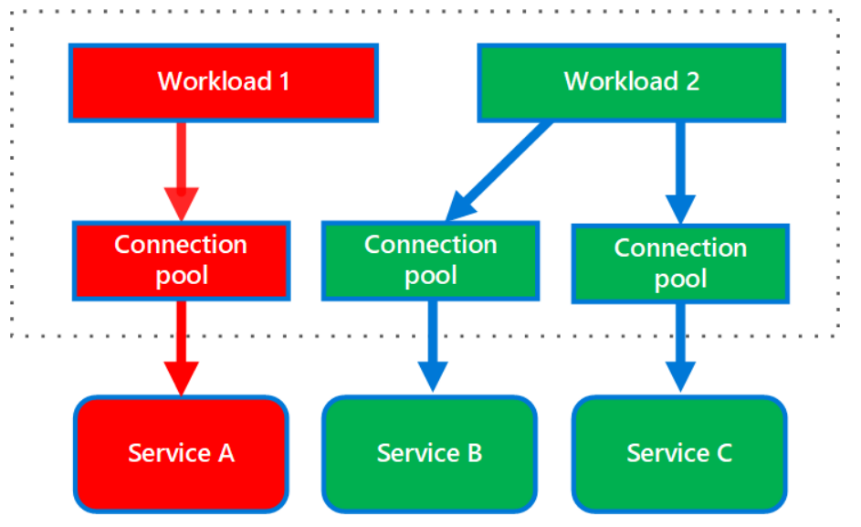 Workload 1
Workload 2
Connection
pool
Connection
pool
Connection
pool
Service A
Service B
Service C